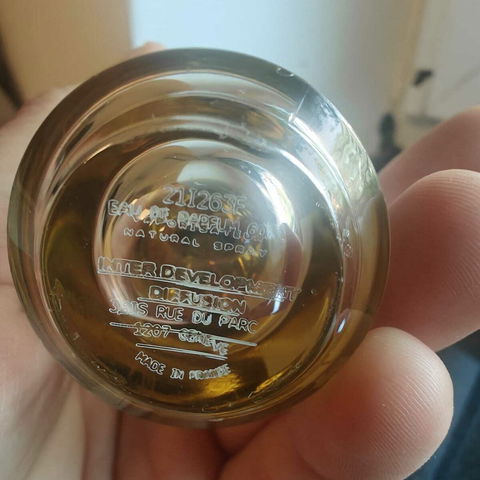 EAU DE PARFUM
NATURAL SPRAY
INTER DEVELOPMENT
DIFFUSION
RUE DU PARC
1207 GENEVE
MADE IN FRANCE